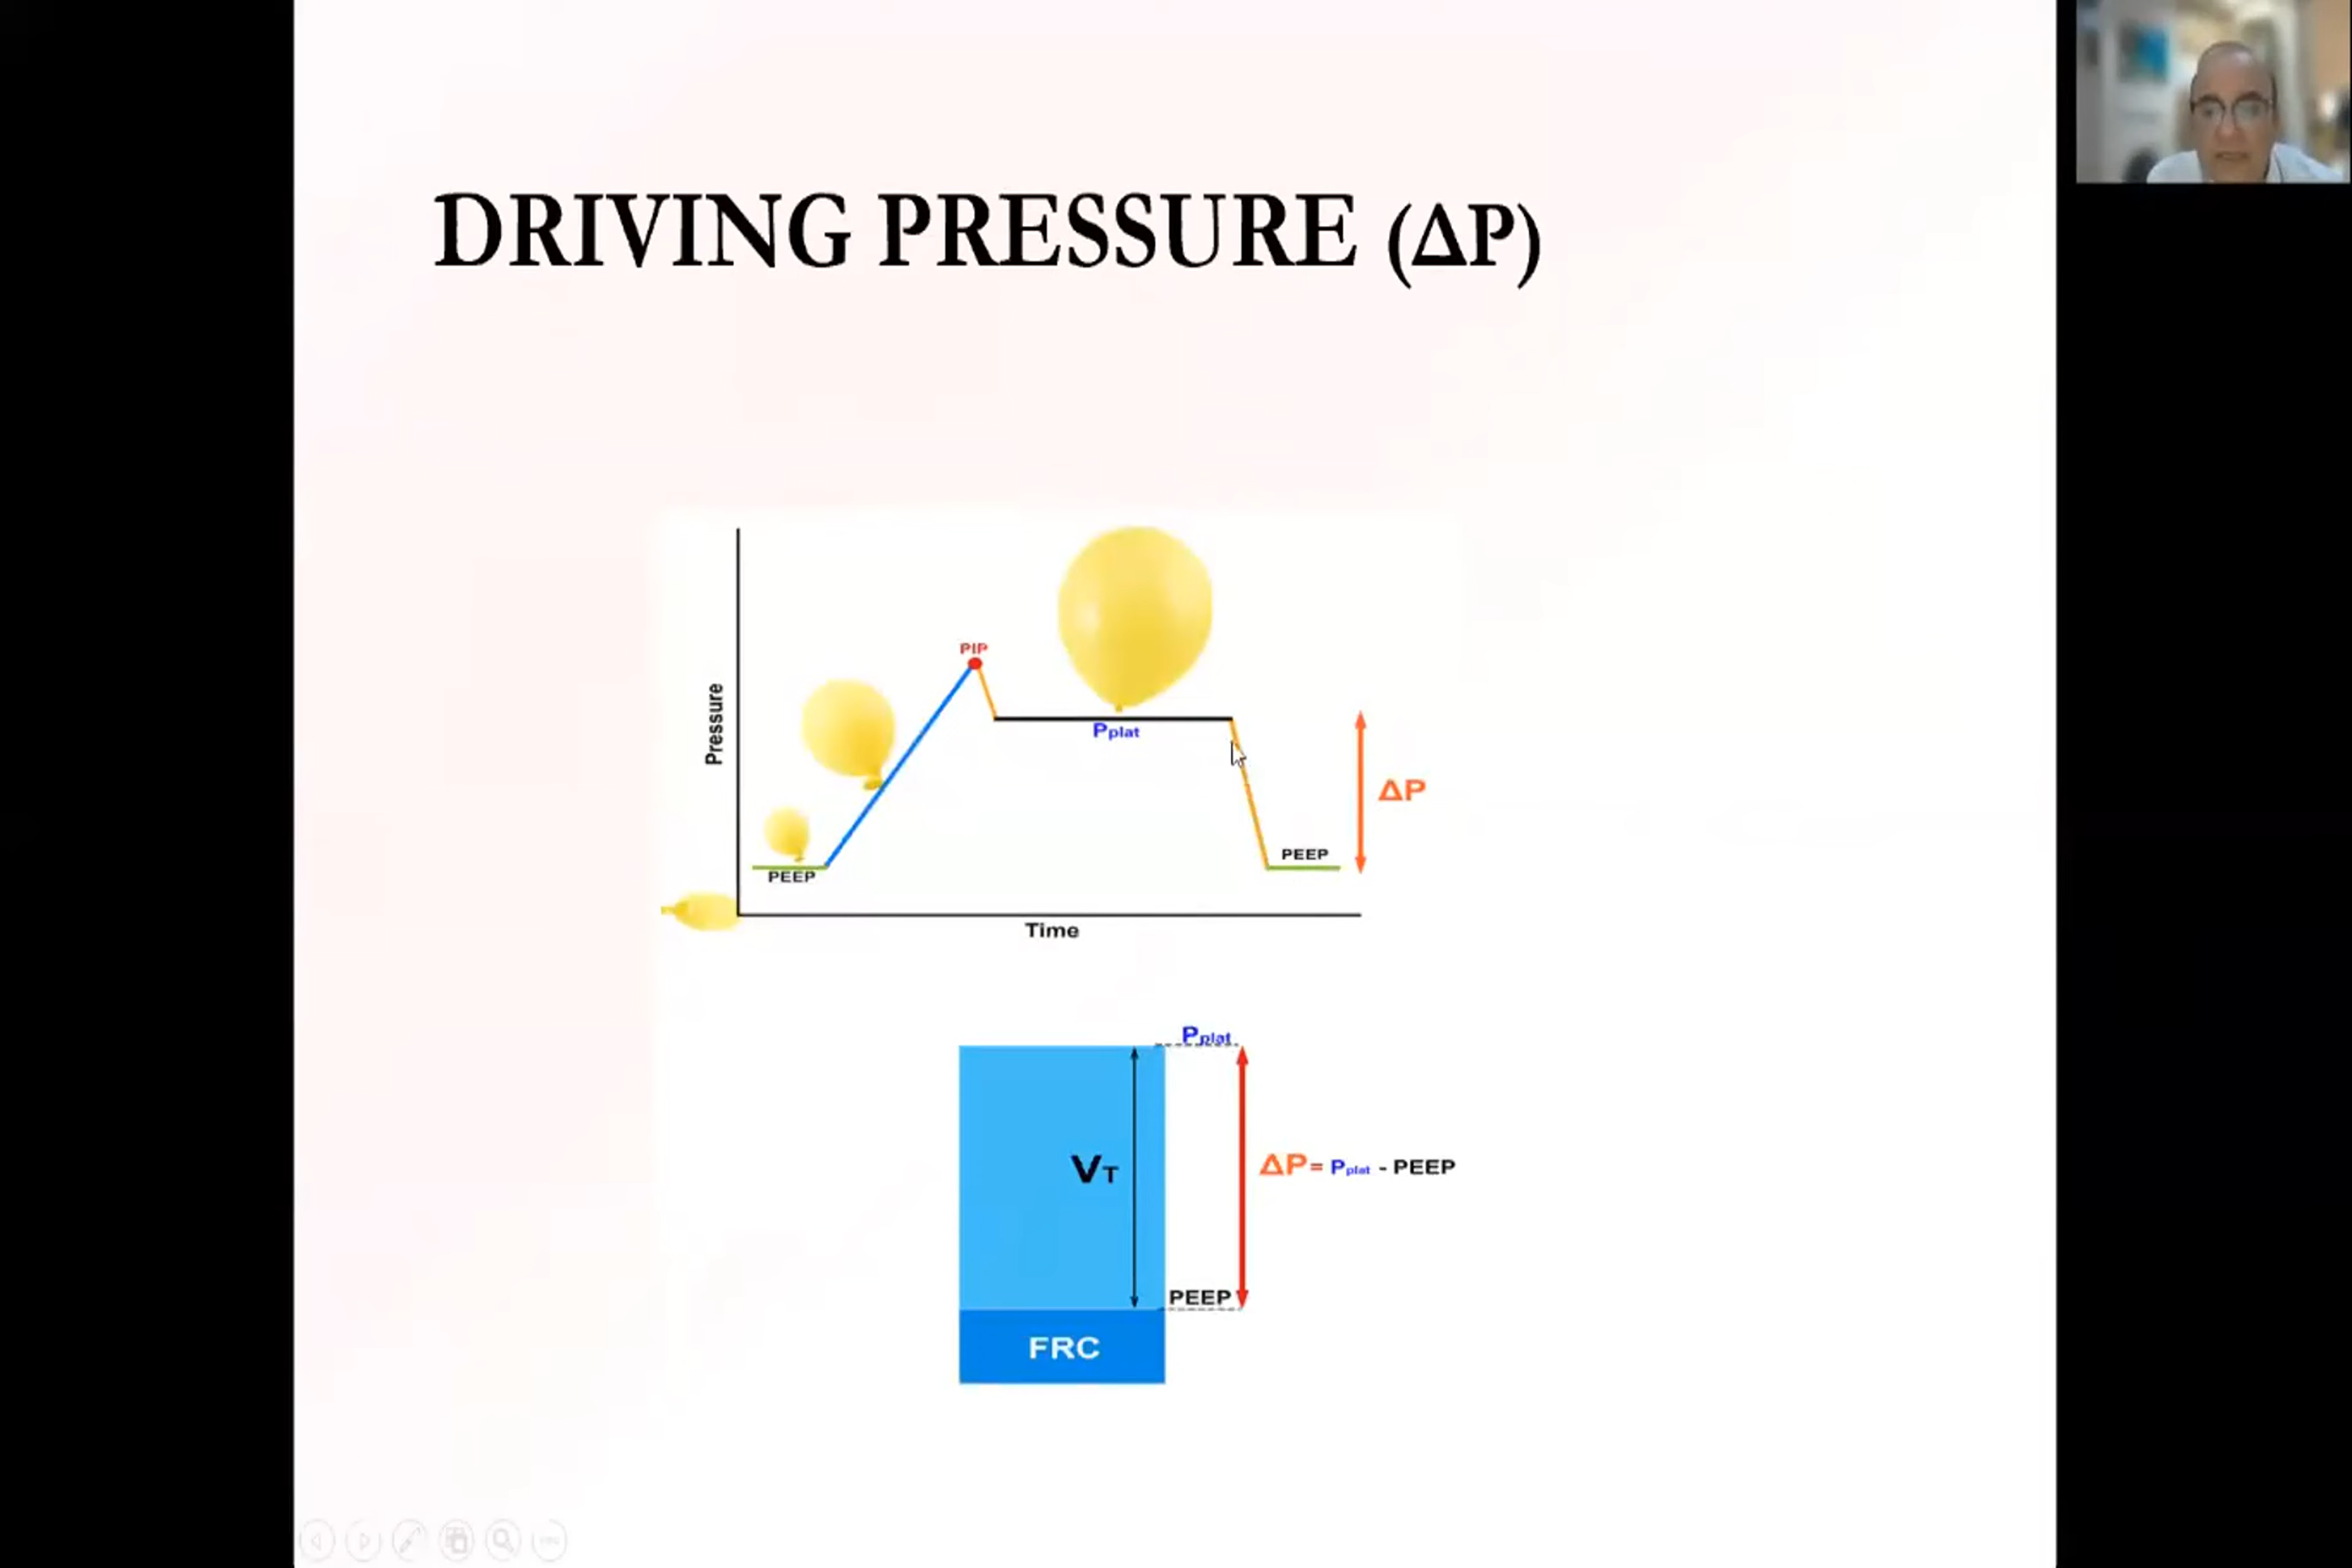 DRIVING PRESSURE (ΔP)
PIP
Pressure
Pplat
ΔP
PEEP
PEEP
Time
Pplat
VT
ΔP= Pplat - PEEP
PEEP
FRC